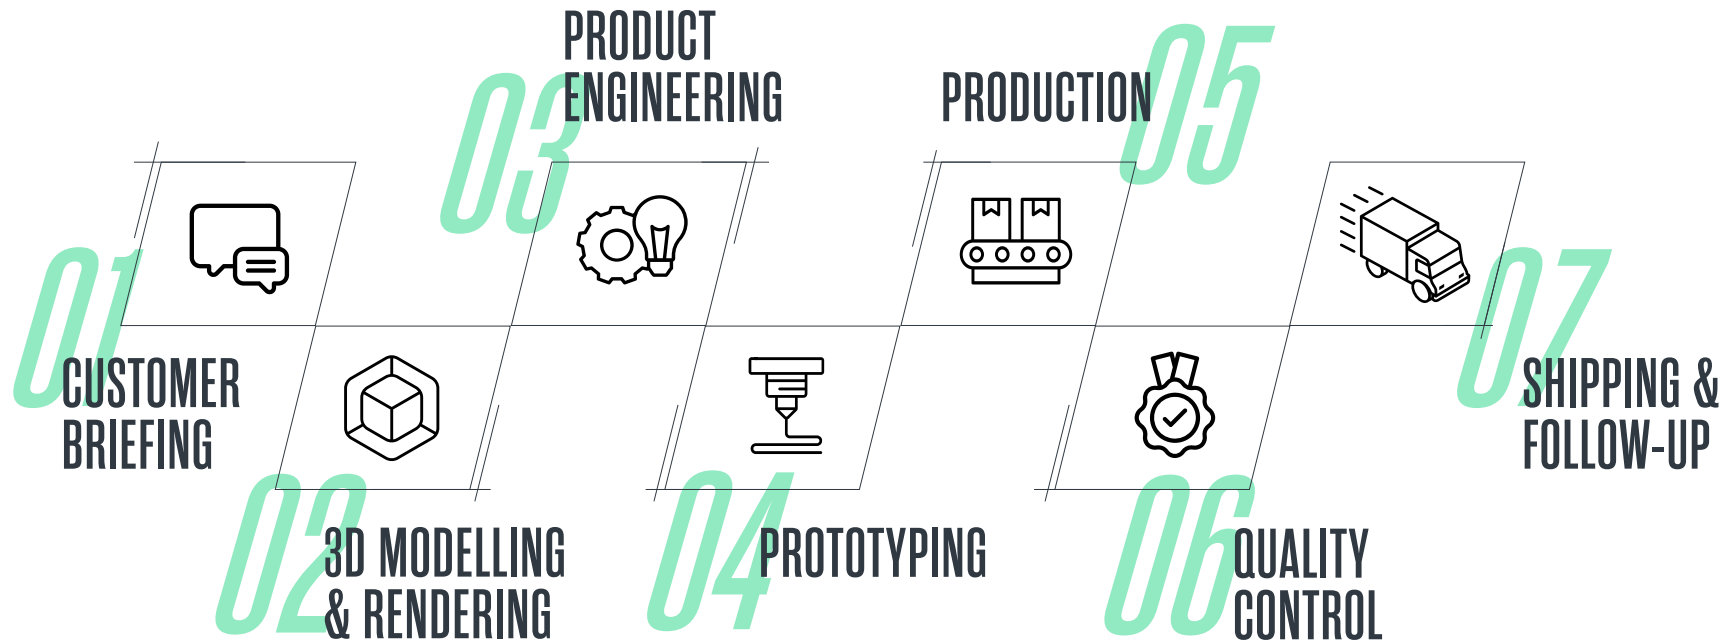 01
CUSTOMER
BRIEFING
02
3D MODELLING
& RENDERING
03
PRODUCT
ENGINEERING
04
PROTOTYPING
05
PRODUCTION
06
QUALITY
CONTROL
07
SHIPPING &
FOLLOW-UP